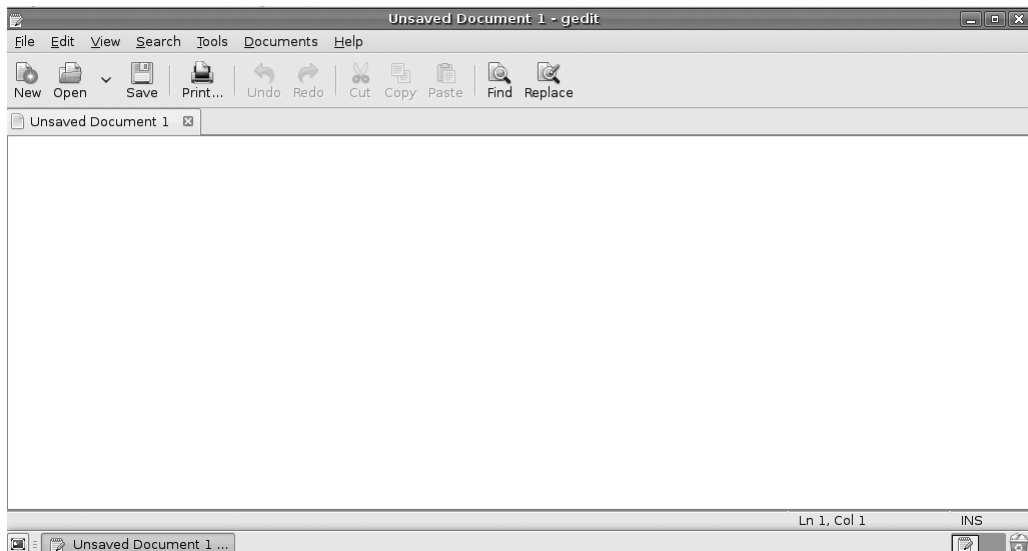 Unsaved Document 1 - gedit
File Edit View Search Tools Documents Help
New Open Save Print... Undo Redo Cut Copy Paste Find Replace
Unsaved Document 1
Ln 1, Col 1 INS
Unsaved Document 1 ...